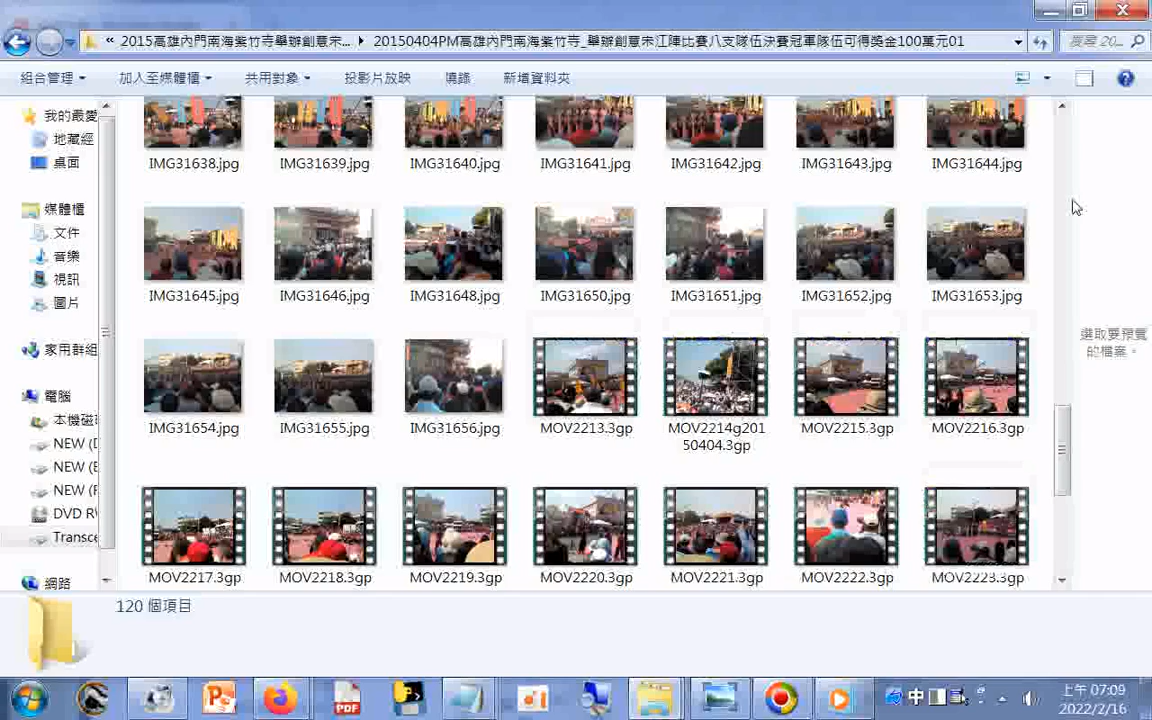 « 2015高雄內門南海紫竹寺舉辦創意宋... ▸ 20150404PM高雄內門南海紫竹寺_舉辦創意宋江陣比賽八支隊伍決賽冠軍隊伍可得獎金100萬元01
搜尋 20...
組合管理 加入至媒體櫃 共用對象 投影片放映 燒錄 新增資料夾
我的最愛
地藏經
桌面
媒體櫃
文件
音樂
視訊
圖片
家用群組
電腦
本機磁
NEW (D
NEW (E
NEW (F
DVD RW
Transce
網路
IMG31638.jpg IMG31639.jpg IMG31640.jpg IMG31641.jpg IMG31642.jpg IMG31643.jpg IMG31644.jpg
IMG31645.jpg IMG31646.jpg IMG31648.jpg IMG31650.jpg IMG31651.jpg IMG31652.jpg IMG31653.jpg
IMG31654.jpg IMG31655.jpg IMG31656.jpg MOV2213.3gp MOV2214g20150404.3gp MOV2215.3gp MOV2216.3gp
MOV2217.3gp MOV2218.3gp MOV2219.3gp MOV2220.3gp MOV2221.3gp MOV2222.3gp MOV2223.3gp
選取要預覽
的檔案。
120 個項目
PDF
中
上午 07:09
2022/2/16